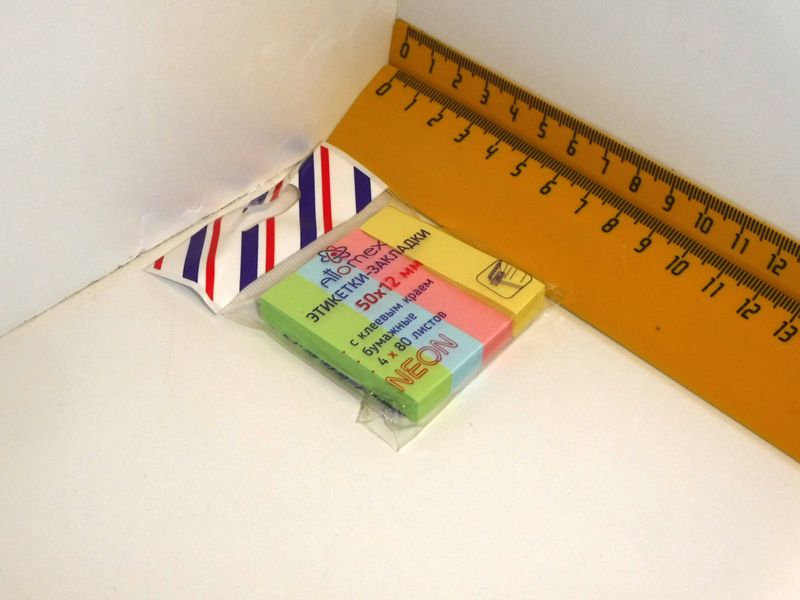 0 1 2 3 4 5 6 7 8 9 10 11 12
0 1 2 3 4 5 6 7 8 9 10 11 12 13
Attomex
ЭТИКЕТКИ-ЗАКЛАДКИ
50x12 мм
с клеевым краем
бумажные
4 x 80 листов
NEON